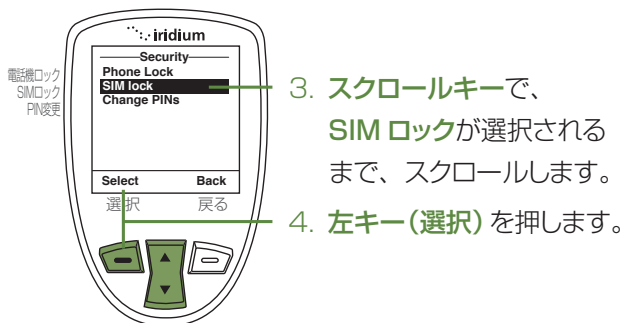 iridium
Security
Phone Lock
SIM lock
Change PINs
電話機ロック
SIMロック
PIN変更
Select Back
選択 戻る
3. スクロールキーで、
SIM ロックが選択される
まで、スクロールします。
4. 左キー(選択)を押します。